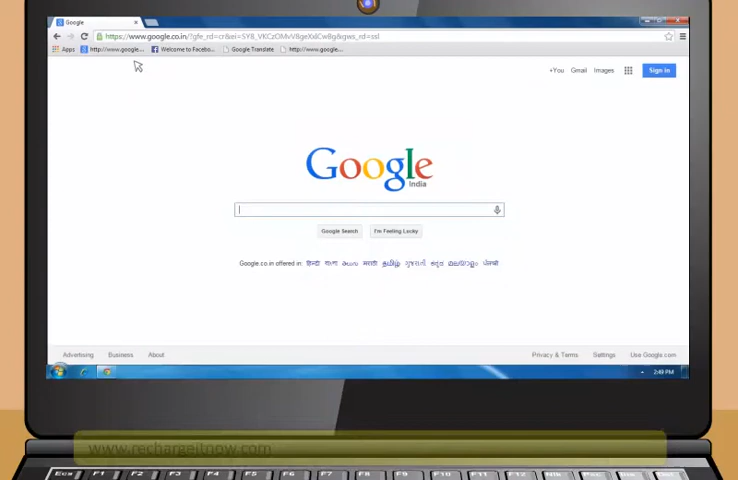 Google
https://www.google.co.in/?gfe_rd=cr&ei=SY8_VKCzOMvV8geXxICwBg&gws_rd=ssl
Apps http://www.google... Welcome to Facebo... Google Translate http://www.google...
+You Gmail Images Sign in
Google
India
Google Search I'm Feeling Lucky
Google.co.in offered in: हिन्दी বাংলা తెలుగు मराठी தமிழ் ગુજરાતી ಕನ್ನಡ മലയാളം ਪੰਜਾਬੀ
Advertising Business About Privacy & Terms Settings Use Google.com
2:49 PM
www.rechargeitnow.com
Esc F1 F2 F3 F4 F5 F6 F7 F8 F9 F10 F11 F12